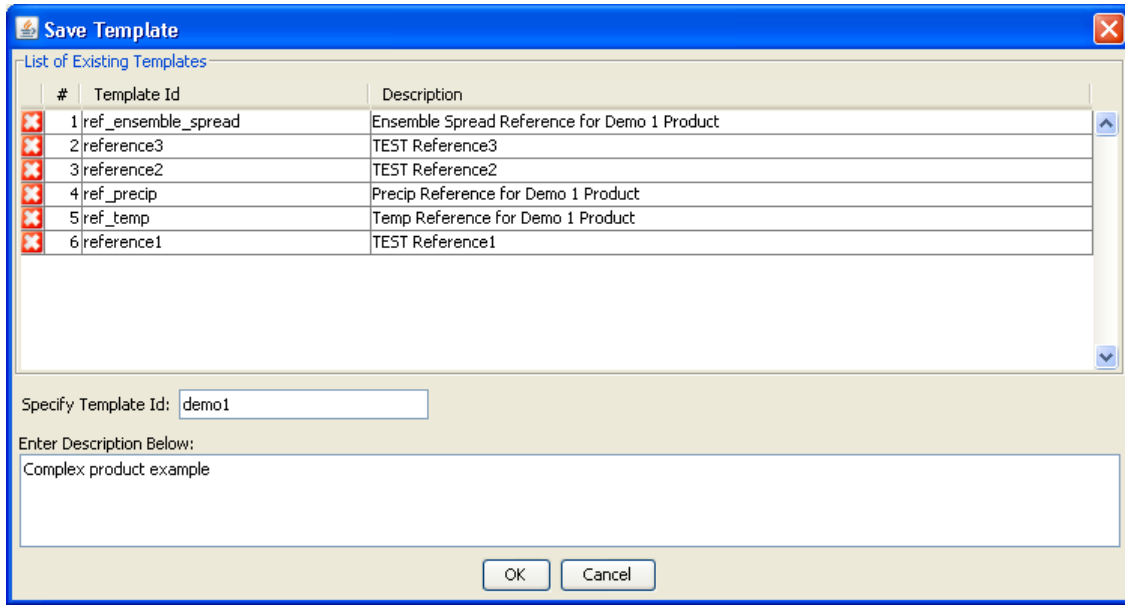 Save Template
List of Existing Templates
# Template Id Description
1 ref_ensemble_spread Ensemble Spread Reference for Demo 1 Product
2 reference3 TEST Reference3
3 reference2 TEST Reference2
4 ref_precip Precip Reference for Demo 1 Product
5 ref_temp Temp Reference for Demo 1 Product
6 reference1 TEST Reference1
Specify Template Id: demo1
Enter Description Below:
Complex product example
OK Cancel